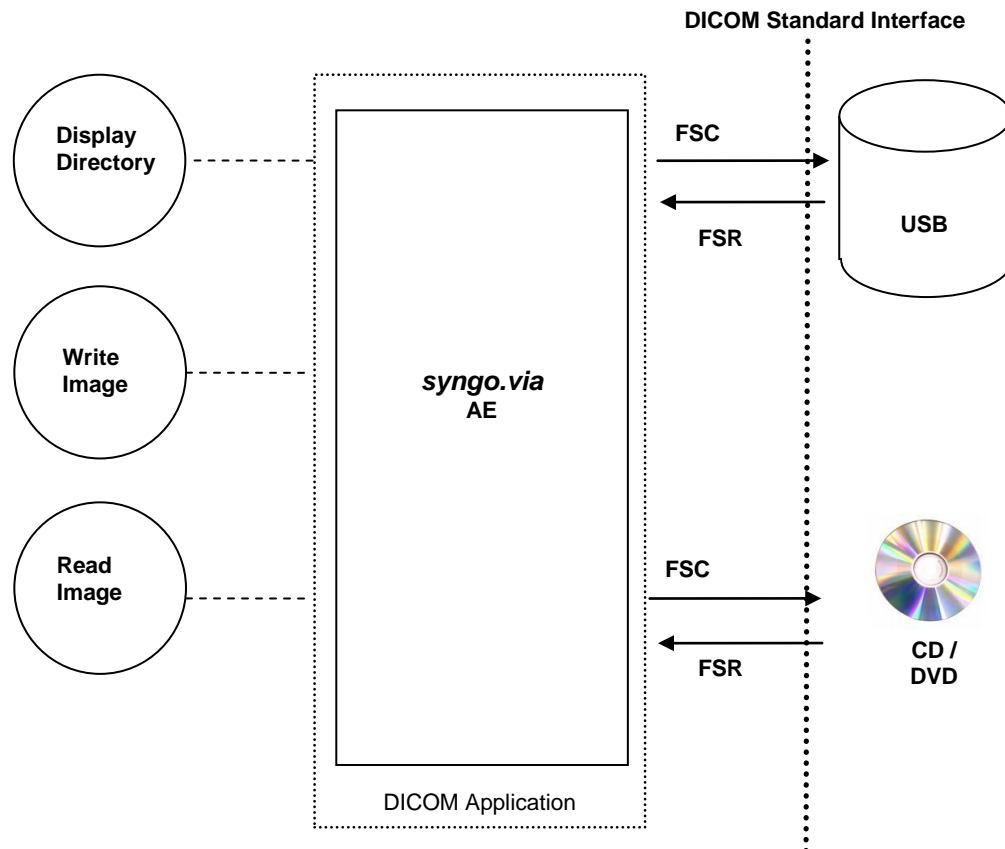 DICOM Standard Interface
Display
Directory
FSC
FSR
USB
Write
Image
syngo.via
AE
Read
Image
FSC
FSR
CD /
DVD
DICOM Application